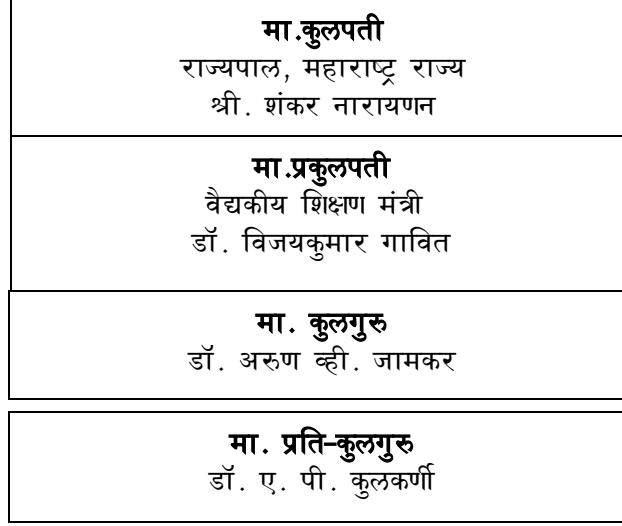 मा.कुलपती
राज्यपाल, महाराष्ट्र राज्य
श्री. शंकर नारायणन
मा.प्रकुलपती
वैद्यकीय शिक्षण मंत्री
डॉ. विजयकुमार गावित
मा. कुलगुरु
डॉ. अरुण व्ही. जामकर
मा. प्रति-कुलगुरु
डॉ. ए. पी. कुलकर्णी